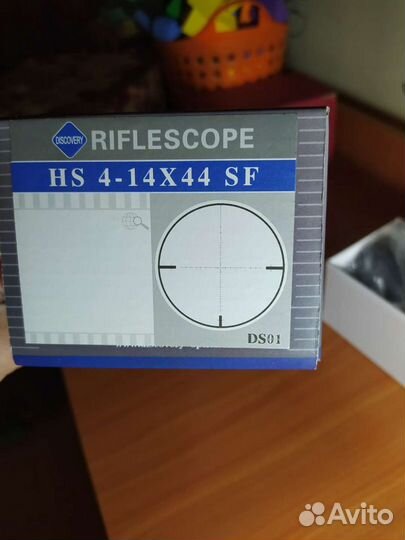 DISCOVERY RIFLESCOPE
HS 4-14X44 SF
DS01
Avito